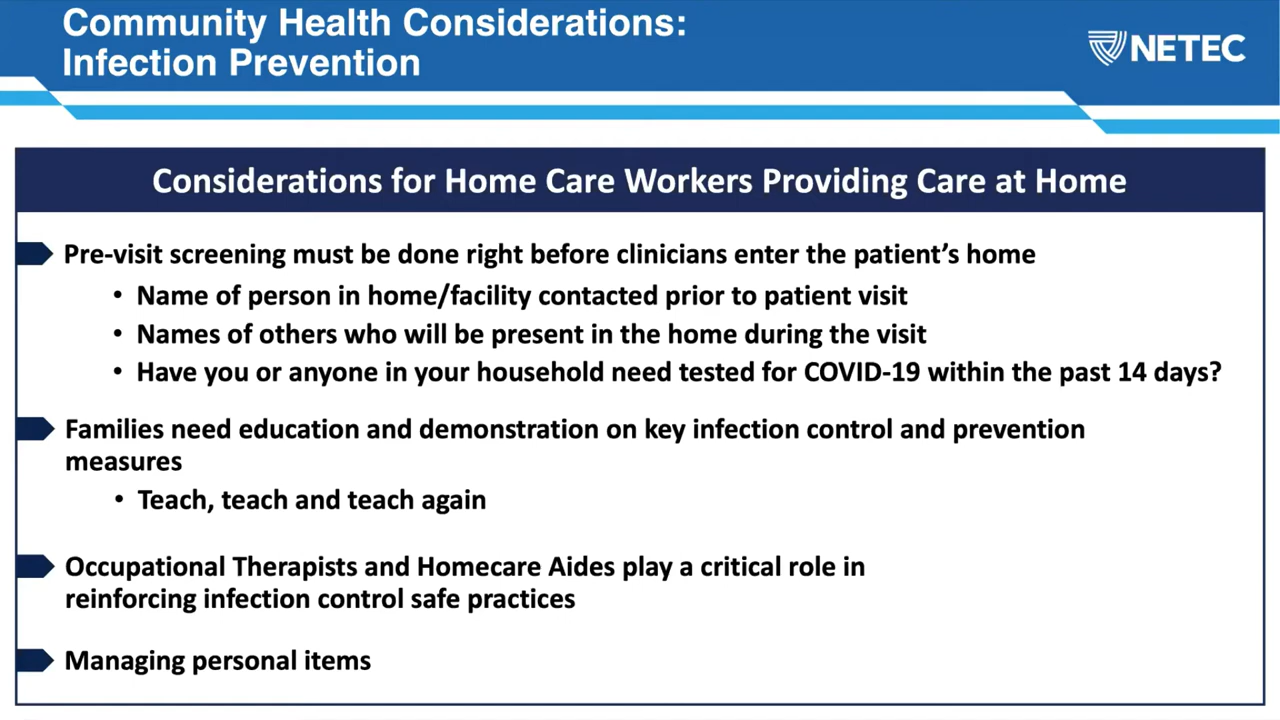 Community Health Considerations:
Infection Prevention
NETEC
Considerations for Home Care Workers Providing Care at Home
Pre-visit screening must be done right before clinicians enter the patient’s home
• Name of person in home/facility contacted prior to patient visit
• Names of others who will be present in the home during the visit
• Have you or anyone in your household need tested for COVID-19 within the past 14 days?
Families need education and demonstration on key infection control and prevention
measures
• Teach, teach and teach again
Occupational Therapists and Homecare Aides play a critical role in
reinforcing infection control safe practices
Managing personal items